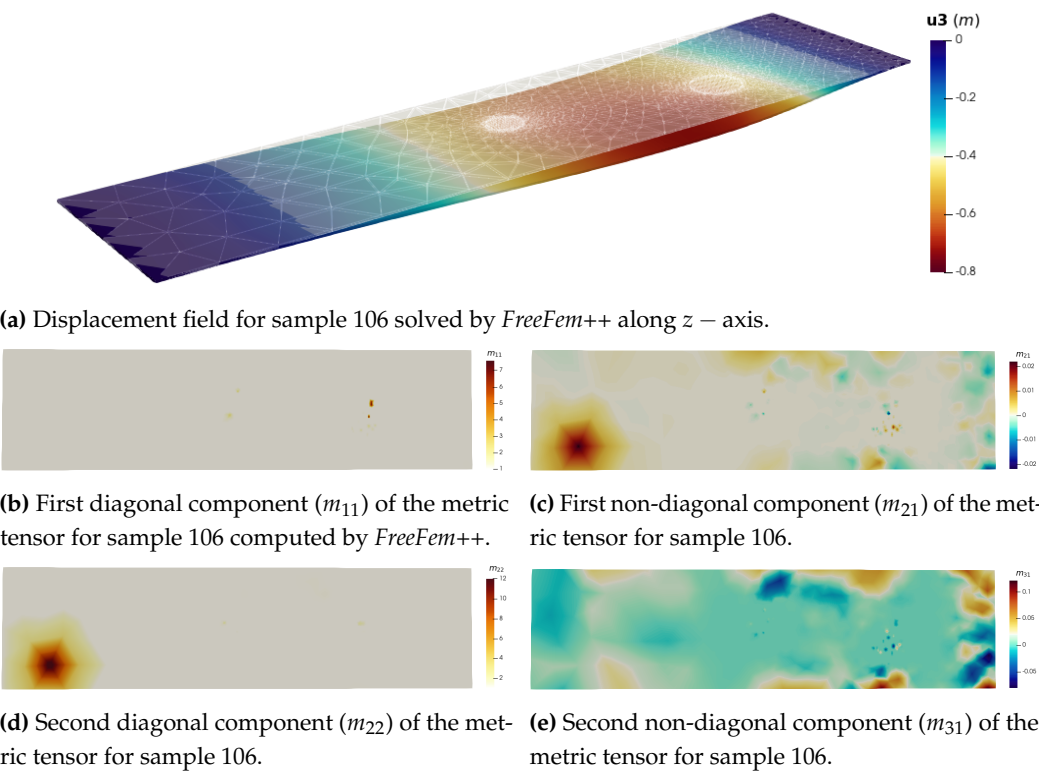 u3 (m)
0
-0.2
-0.4
-0.6
-0.8
(a) Displacement field for sample 106 solved by FreeFem++ along z − axis.
m11
7
6
5
4
3
2
1
m21
0.02
0.01
0
-0.01
-0.02
(b) First diagonal component (m11) of the metric
tensor for sample 106 computed by FreeFem++.
(c) First non-diagonal component (m21) of the met-
ric tensor for sample 106.
m22
12
10
8
6
4
2
m31
0.1
0.05
0
-0.05
(d) Second diagonal component (m22) of the met-
ric tensor for sample 106.
(e) Second non-diagonal component (m31) of the
metric tensor for sample 106.